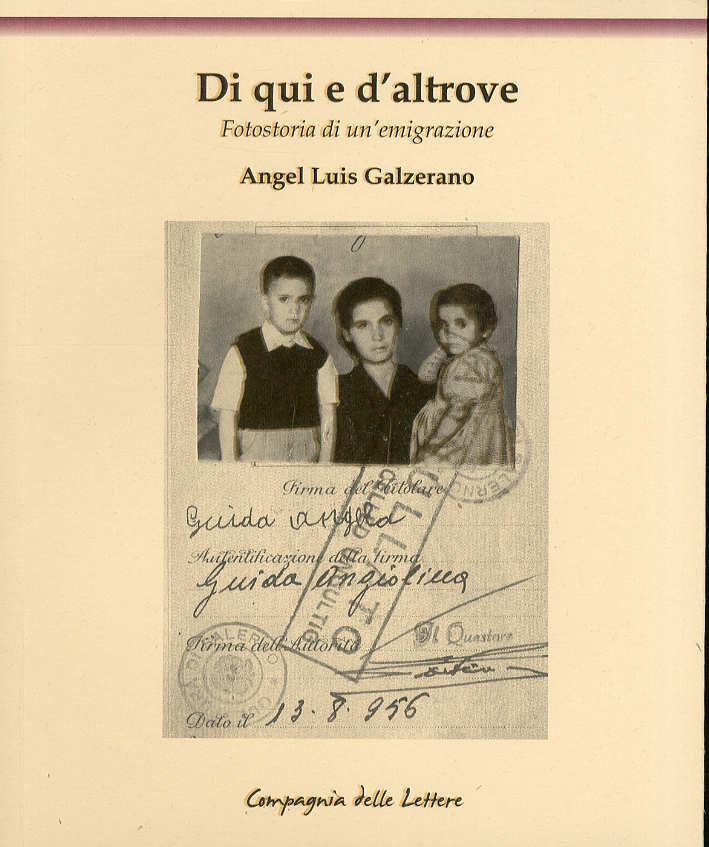 Di qui e d'altrove
Fotostoria di un'emigrazione
Angel Luis Galzerano
Firma del Titolare
Guida Angela
Autentificazione della firma
Guida Angiolina
Il Questore
Firma dell'Autorità
Dato il 13.8.956
Compagnia delle Lettere